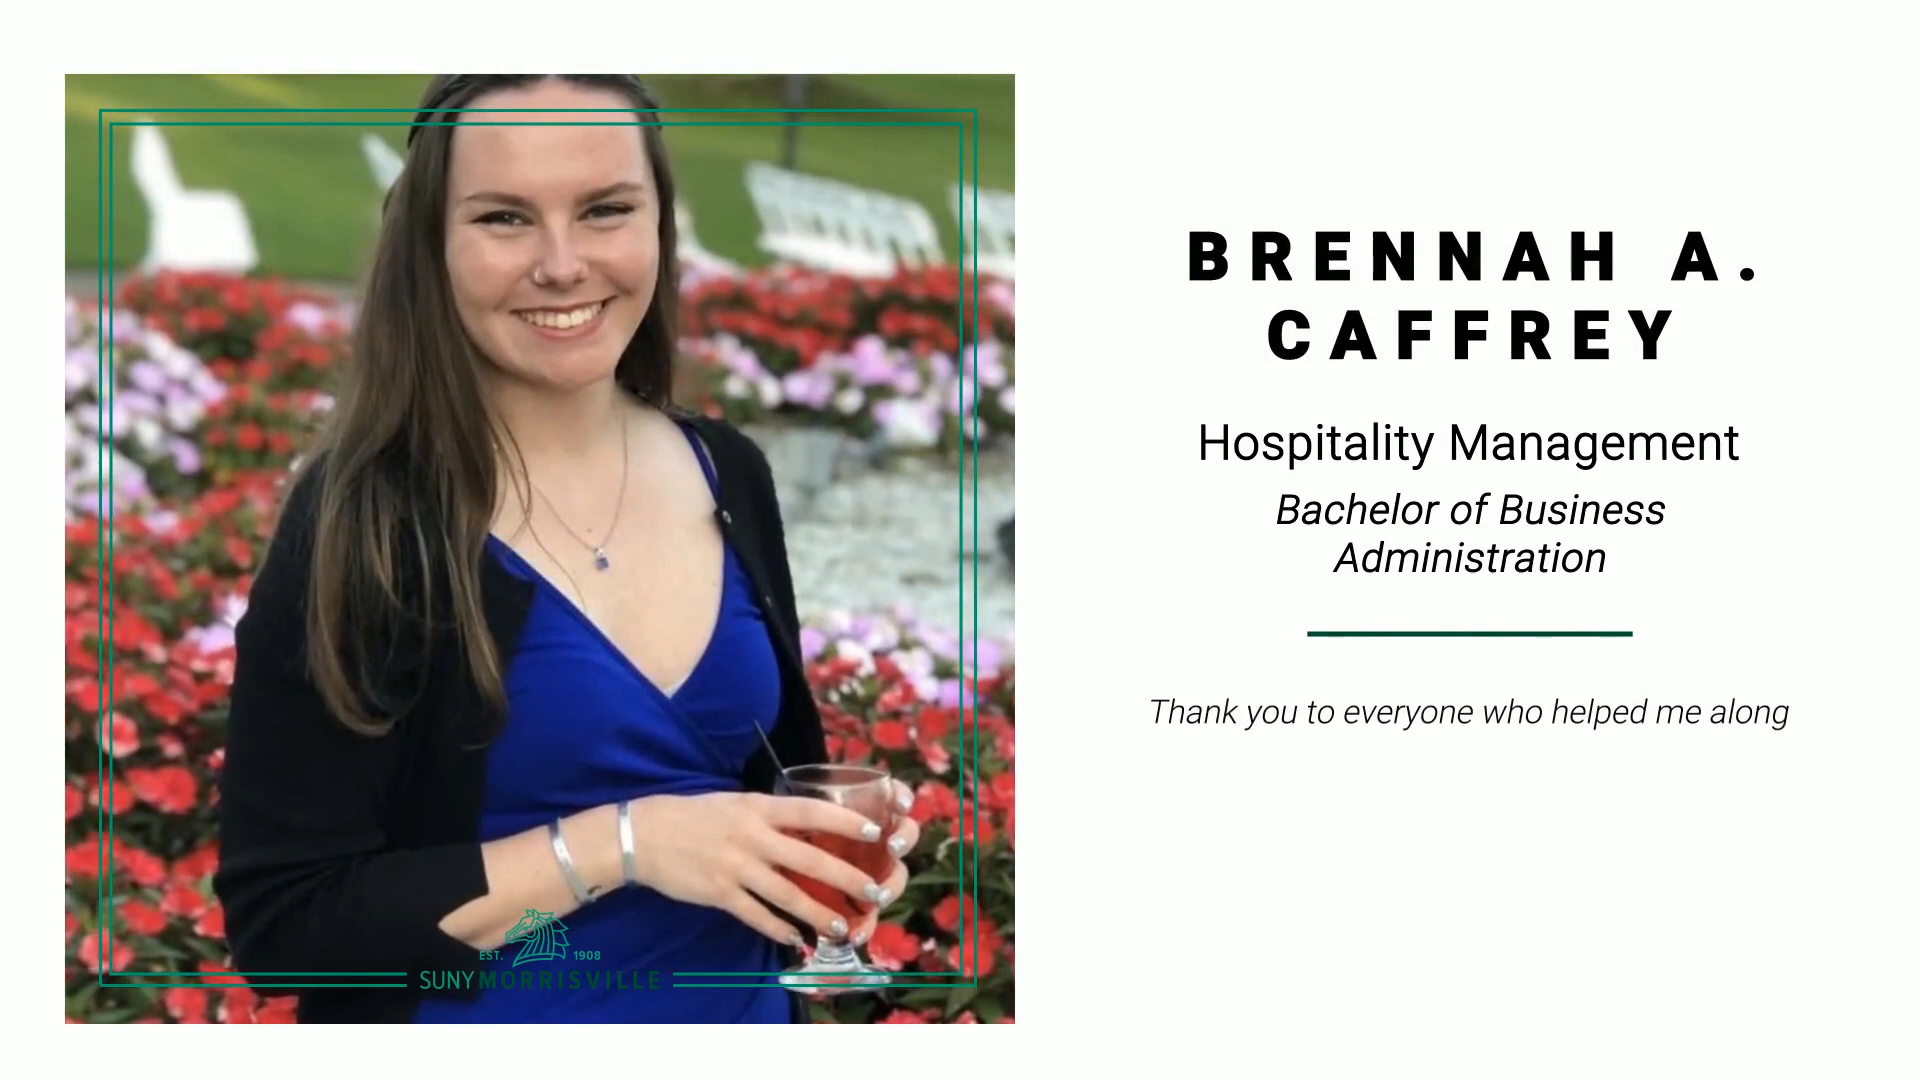 BRENNAH A.
CAFFREY
Hospitality Management
Bachelor of Business
Administration
Thank you to everyone who helped me along
EST. 1908
SUNY MORRISVILLE